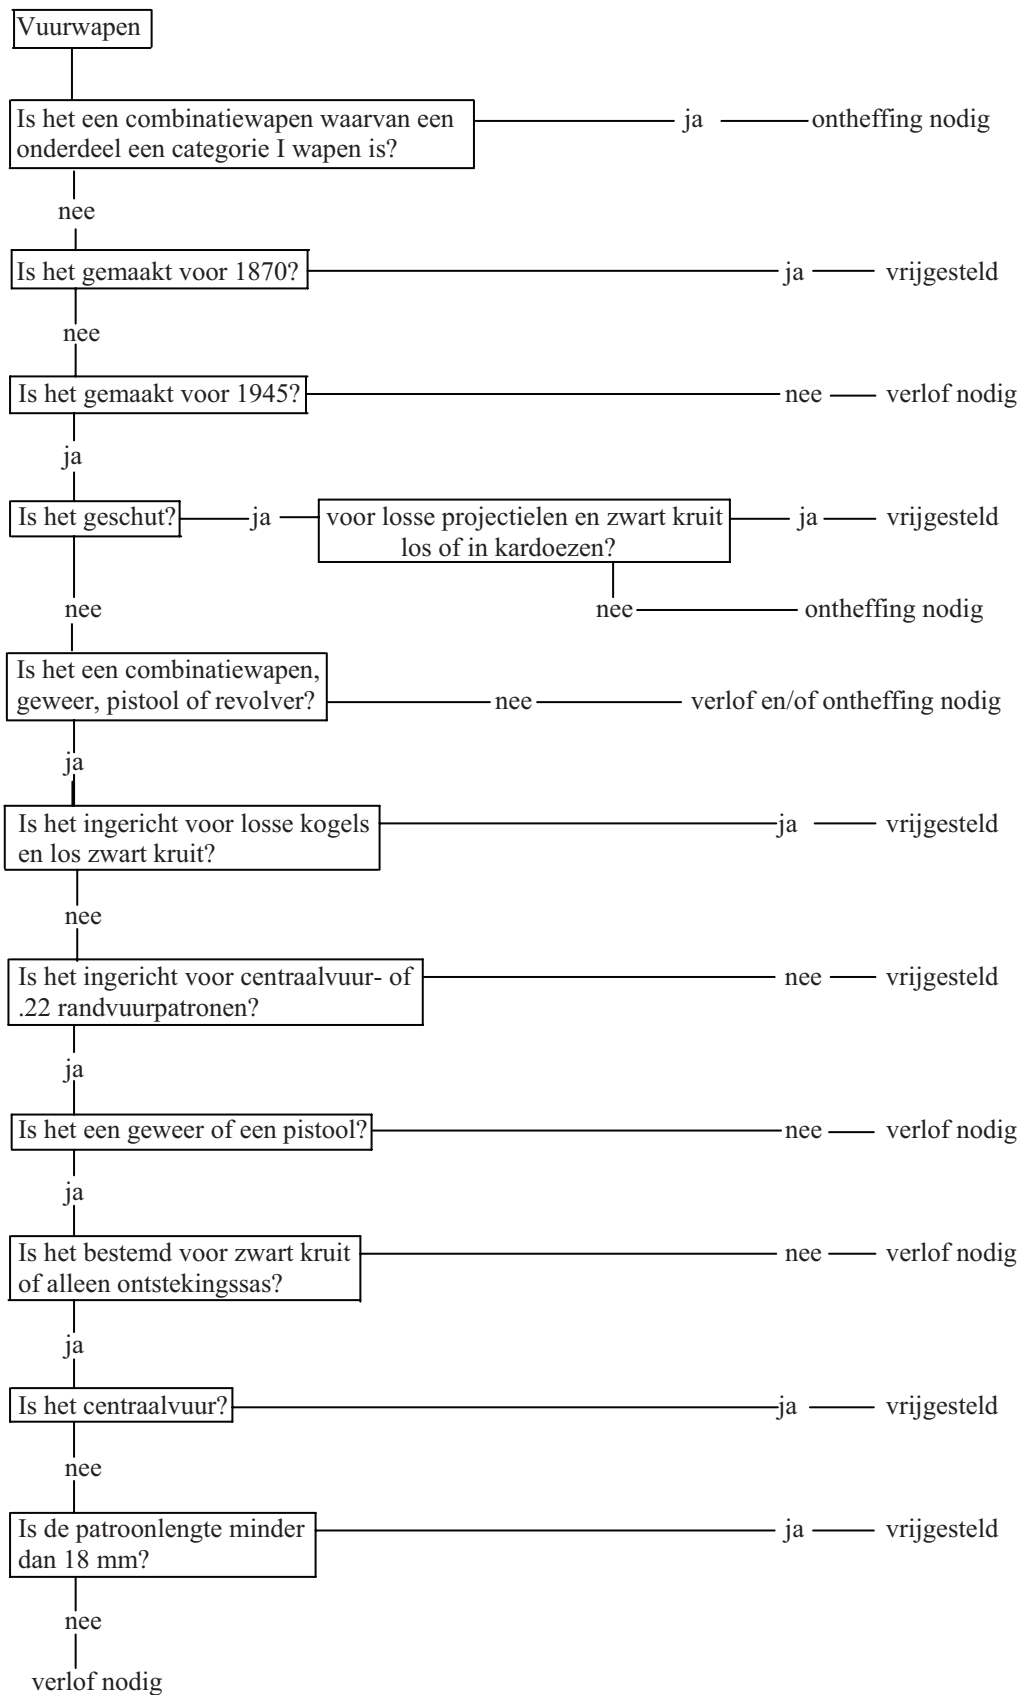 Vuurwapen
Is het een combinatiewapen waarvan een
onderdeel een categorie I wapen is?
ja
ontheffing nodig
nee
Is het gemaakt voor 1870?
ja
vrijgesteld
nee
Is het gemaakt voor 1945?
nee
verlof nodig
ja
Is het geschut?
ja
voor losse projectielen en zwart kruit
los of in kardoezen?
ja
vrijgesteld
nee
nee
ontheffing nodig
Is het een combinatiewapen,
geweer, pistool of revolver?
nee
verlof en/of ontheffing nodig
ja
Is het ingericht voor losse kogels
en los zwart kruit?
ja
vrijgesteld
nee
Is het ingericht voor centraalvuur- of
.22 randvuurpatronen?
nee
vrijgesteld
ja
Is het een geweer of een pistool?
nee
verlof nodig
ja
Is het bestemd voor zwart kruit
of alleen ontstekingssas?
nee
verlof nodig
ja
Is het centraalvuur?
ja
vrijgesteld
nee
Is de patroonlengte minder
dan 18 mm?
ja
vrijgesteld
nee
verlof nodig